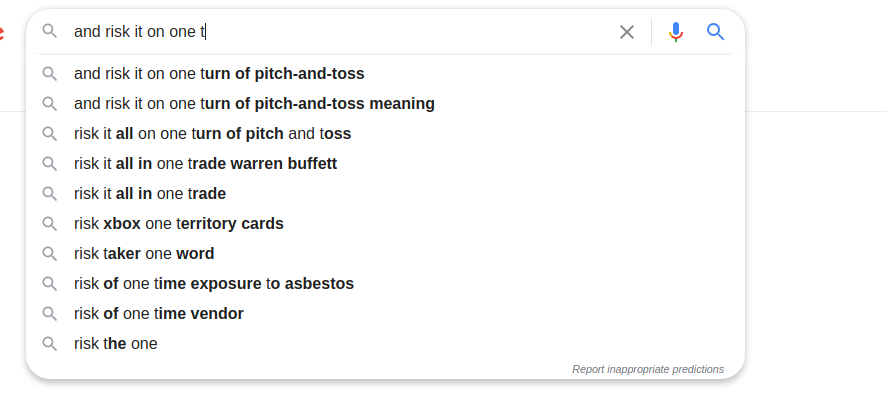 and risk it on one t
and risk it on one turn of pitch-and-toss
and risk it on one turn of pitch-and-toss meaning
risk it all on one turn of pitch and toss
risk it all in one trade warren buffett
risk it all in one trade
risk xbox one territory cards
risk taker one word
risk of one time exposure to asbestos
risk of one time vendor
risk the one
Report inappropriate predictions